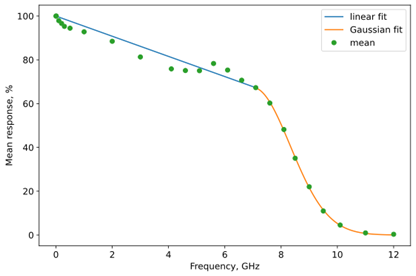 100
80
60
40
20
0
Mean response, %
linear fit
Gaussian fit
mean
0 2 4 6 8 10 12
Frequency, GHz